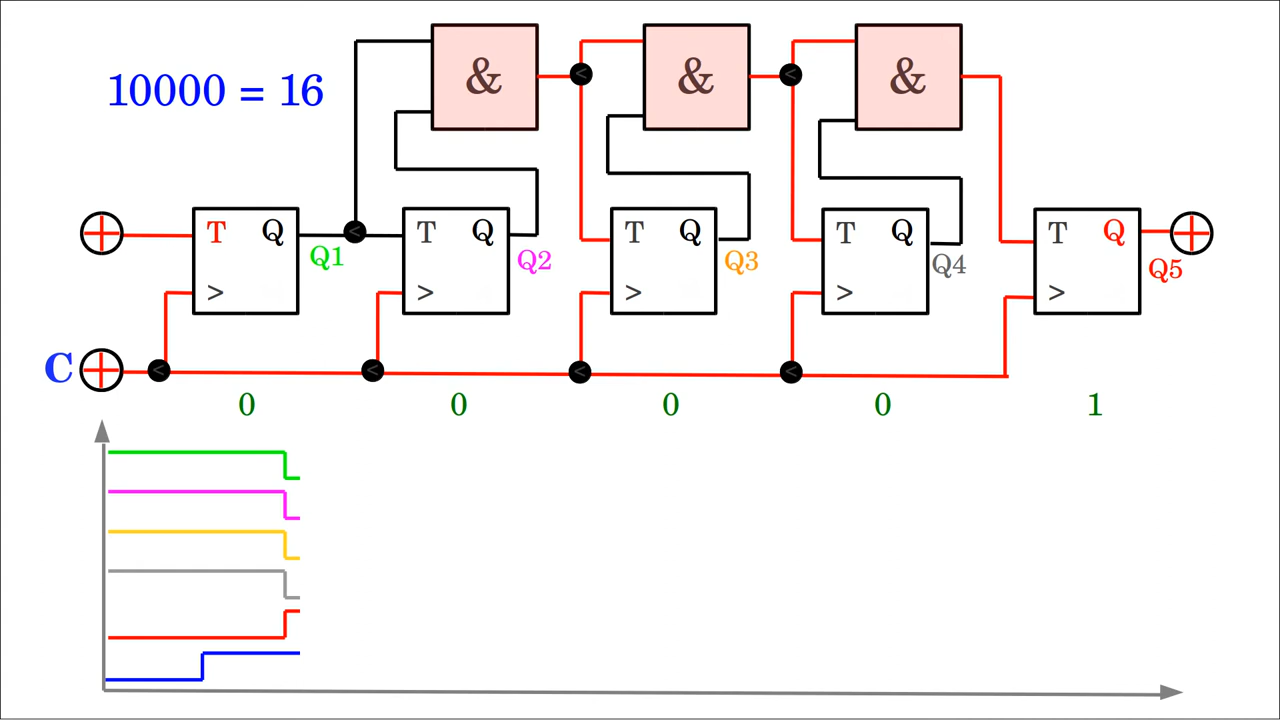 & & &
10000 = 16
T Q T Q T Q T Q T Q
Q1 Q2 Q3 Q4 Q5
> > > > >
C
< < < < < < <
0 0 0 0 1